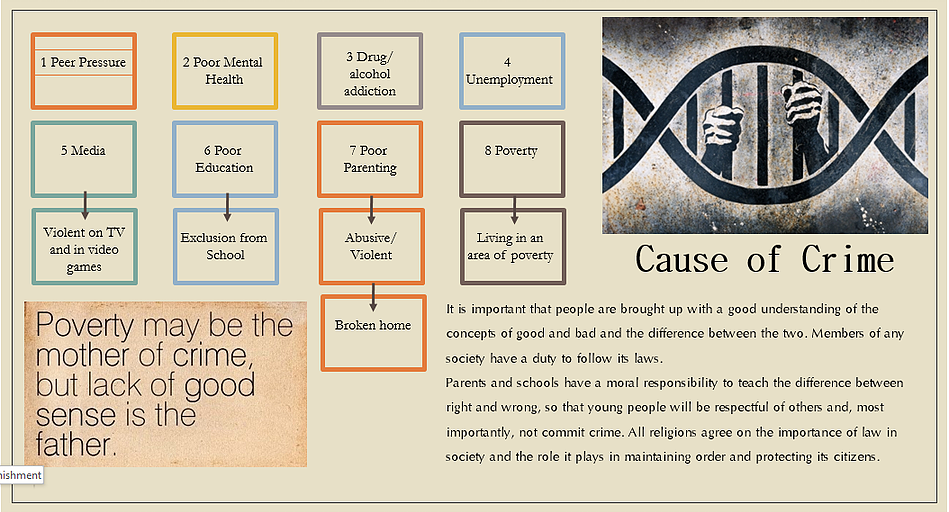 1 Peer Pressure
2 Poor Mental
Health
3 Drug/
alcohol
addiction
4
Unemployment
5 Media
6 Poor
Education
7 Poor
Parenting
8 Poverty
Violent on TV
and in video
games
Exclusion from
School
Abusive/
Violent
Living in an
area of poverty
Broken home
Cause of Crime
Poverty may be the
mother of crime,
but lack of good
sense is the
father.
It is important that people are brought up with a good understanding of the
concepts of good and bad and the difference between the two. Members of any
society have a duty to follow its laws.
Parents and schools have a moral responsibility to teach the difference between
right and wrong, so that young people will be respectful of others and, most
importantly, not commit crime. All religions agree on the importance of law in
society and the role it plays in maintaining order and protecting its citizens.
nishment